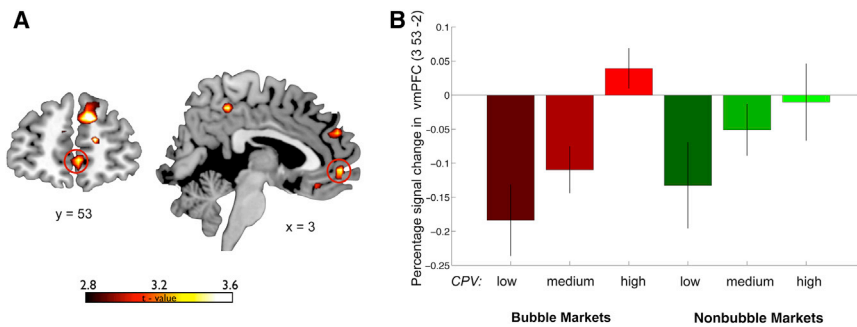 A
y = 53
x = 3
2.8 3.2 3.6
t - value
B
Percentage signal change in vmPFC (3 53 -2)
0.1
0.05
0
-0.05
-0.1
-0.15
-0.2
-0.25
CPV: low medium high low medium high
Bubble Markets Nonbubble Markets